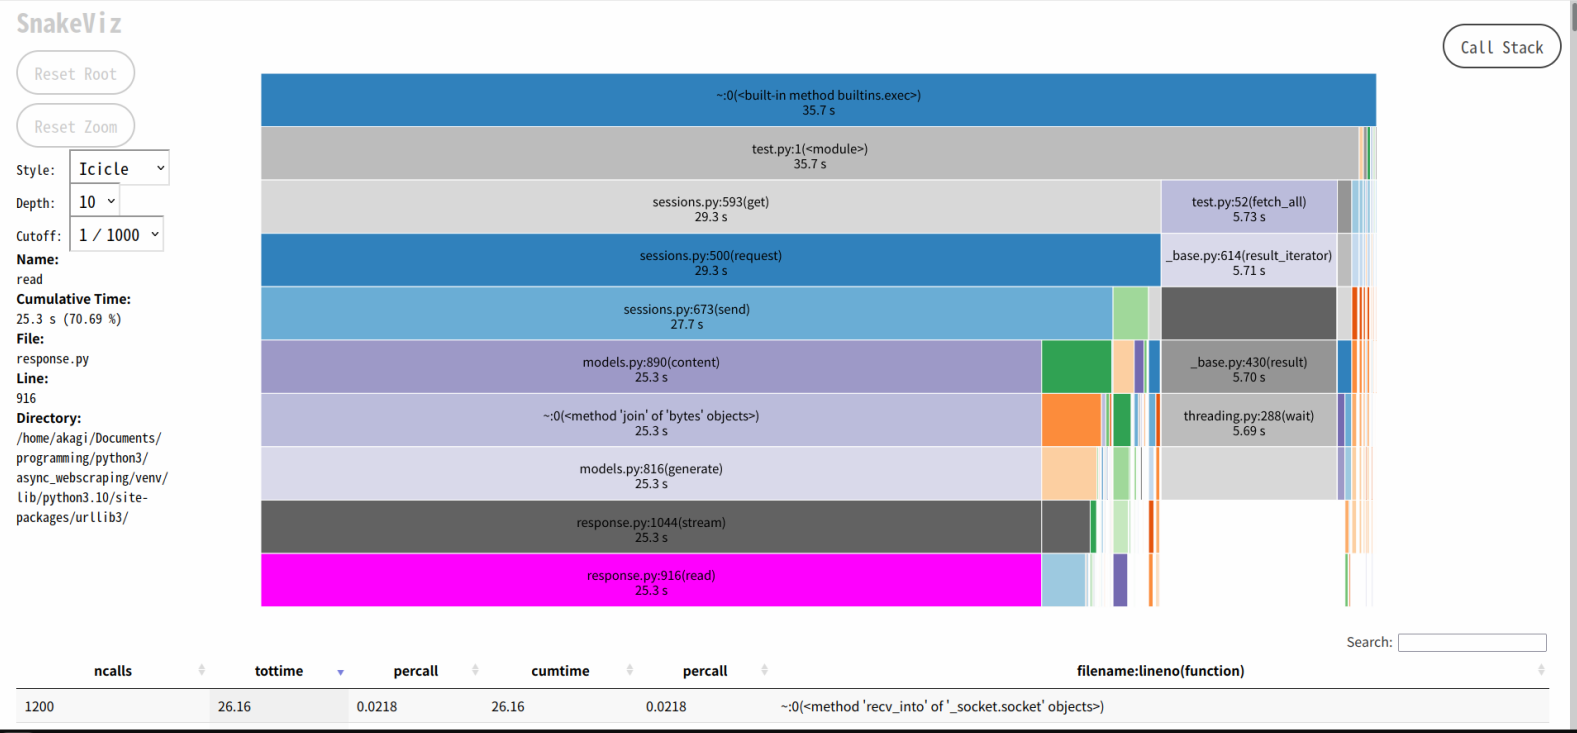 SnakeViz
Call Stack
Reset Root
Reset Zoom
Style: Icicle
Depth: 10
Cutoff: 1 / 1000
Name:
read
Cumulative Time:
25.3 s (70.69 %)
File:
response.py
Line:
916
Directory:
/home/akagi/Documents/
programming/python3/
async_webscraping/venv/
lib/python3.10/site-
packages/urllib3/
~:0(<built-in method builtins.exec>)
35.7 s
test.py:1(<module>)
35.7 s
sessions.py:593(get)
29.3 s
test.py:52(fetch_all)
5.73 s
sessions.py:500(request)
29.3 s
_base.py:614(result_iterator)
5.71 s
sessions.py:673(send)
27.7 s
models.py:890(content)
25.3 s
_base.py:430(result)
5.70 s
~:0(<method 'join' of 'bytes' objects>)
25.3 s
threading.py:288(wait)
5.69 s
models.py:816(generate)
25.3 s
response.py:1044(stream)
25.3 s
response.py:916(read)
25.3 s
Search:
ncalls tottime percall cumtime percall filename:lineno(function)
1200 26.16 0.0218 26.16 0.0218 ~:0(<method 'recv_into' of '_socket.socket' objects>)